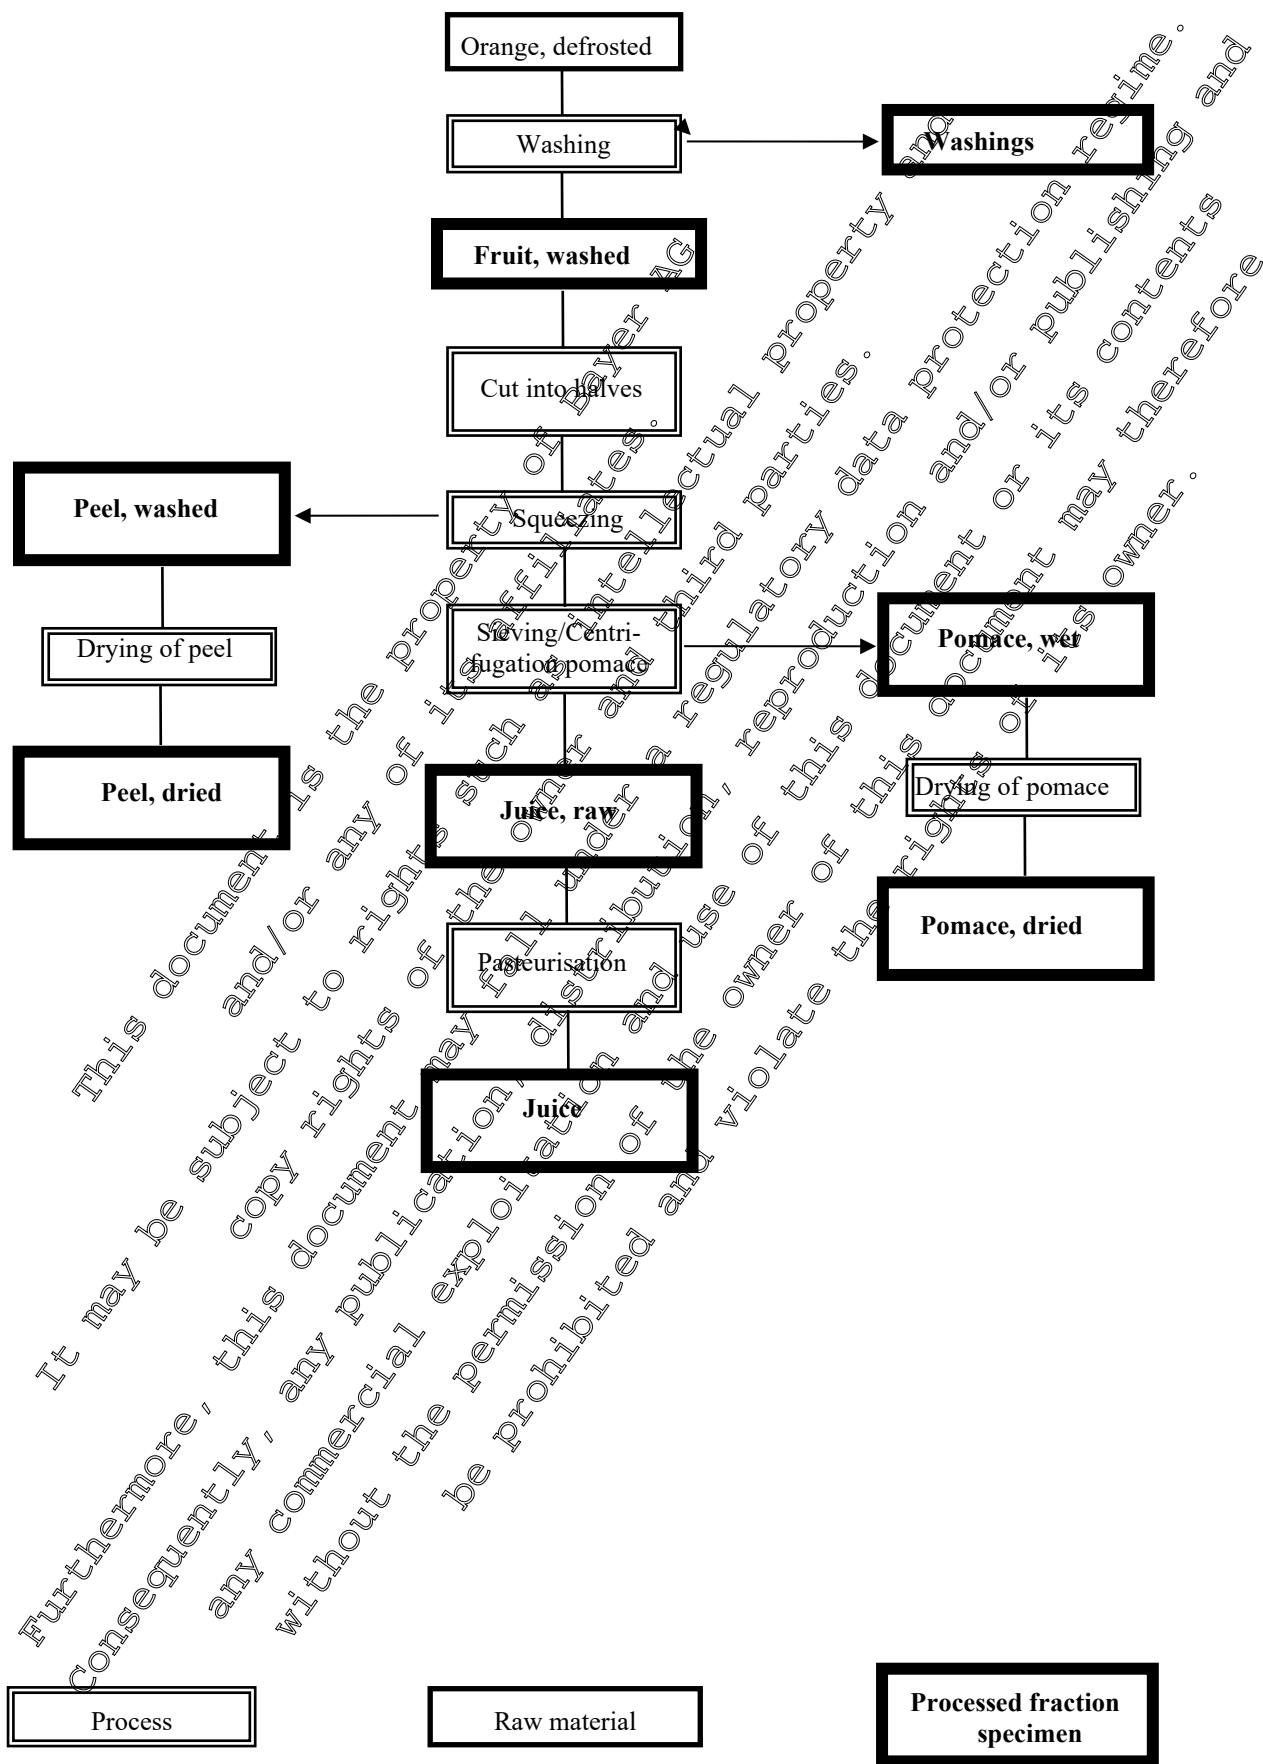 Orange, defrosted
Washing
Washings
Fruit, washed
Cut into halves
Peel, washed
Squeezing
Drying of peel
Sieving/Centri-
fugation pomace
Pomace, wet
Peel, dried
Juice, raw
Drying of pomace
Pomace, dried
Pasteurisation
Juice
This document is the property of Bayer AG
and/or any of its affiliates.
It may be subject to rights such as intellectual property and
copy rights of the owner and third parties.
Furthermore, this document may fall under a regulatory data protection regime.
Consequently, any publication, distribution, reproduction and/or publishing and
any commercial exploitation and use of this document or its contents
without the permission of the owner of this document may therefore
be prohibited and violate the rights of its owner.
Process
Raw material
Processed fraction
specimen